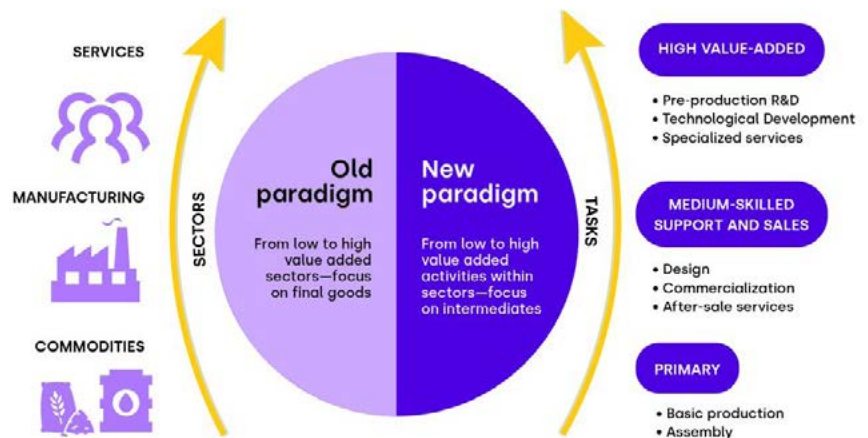 SERVICES
MANUFACTURING
COMMODITIES
SECTORS
Old
paradigm
From low to high
value added
sectors—focus
on final goods
New
paradigm
From low to high
value added
activities within
sectors—focus
on intermediates
TASKS
HIGH VALUE-ADDED
• Pre-production R&D
• Technological Development
• Specialized services
MEDIUM-SKILLED
SUPPORT AND SALES
• Design
• Commercialization
• After-sale services
PRIMARY
• Basic production
• Assembly